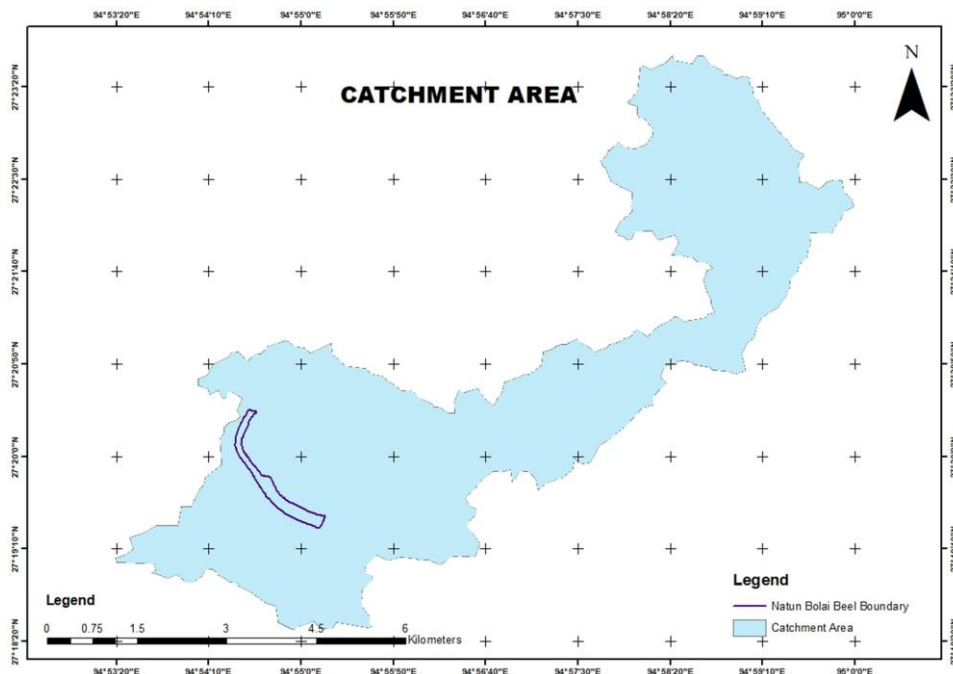 94°53'20"E 94°54'10"E 94°55'0"E 94°55'50"E 94°56'40"E 94°57'30"E 94°58'20"E 94°59'10"E 95°0'0"E
N
CATCHMENT AREA
27°23'20"N
27°22'30"N
27°21'40"N
27°20'50"N
27°20'0"N
27°19'10"N
27°18'20"N
Legend
Natun Bolai Beel Boundary
Catchment Area
Legend
0 0.75 1.5 3 4.5 6
Kilometers
94°53'20"E 94°54'10"E 94°55'0"E 94°55'50"E 94°56'40"E 94°57'30"E 94°58'20"E 94°59'10"E 95°0'0"E